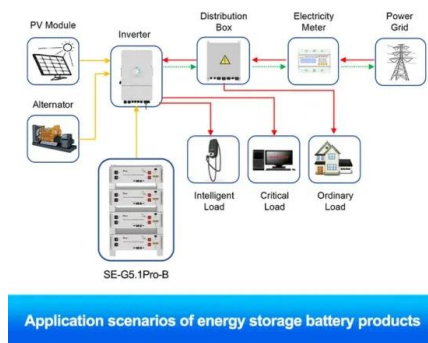 PV Module
Inverter
Distribution
Box
Electricity
Meter
Power
Grid
Alternator
Intelligent
Load
Critical
Load
Ordinary
Load
SE-G5.1Pro-B
Application scenarios of energy storage battery products